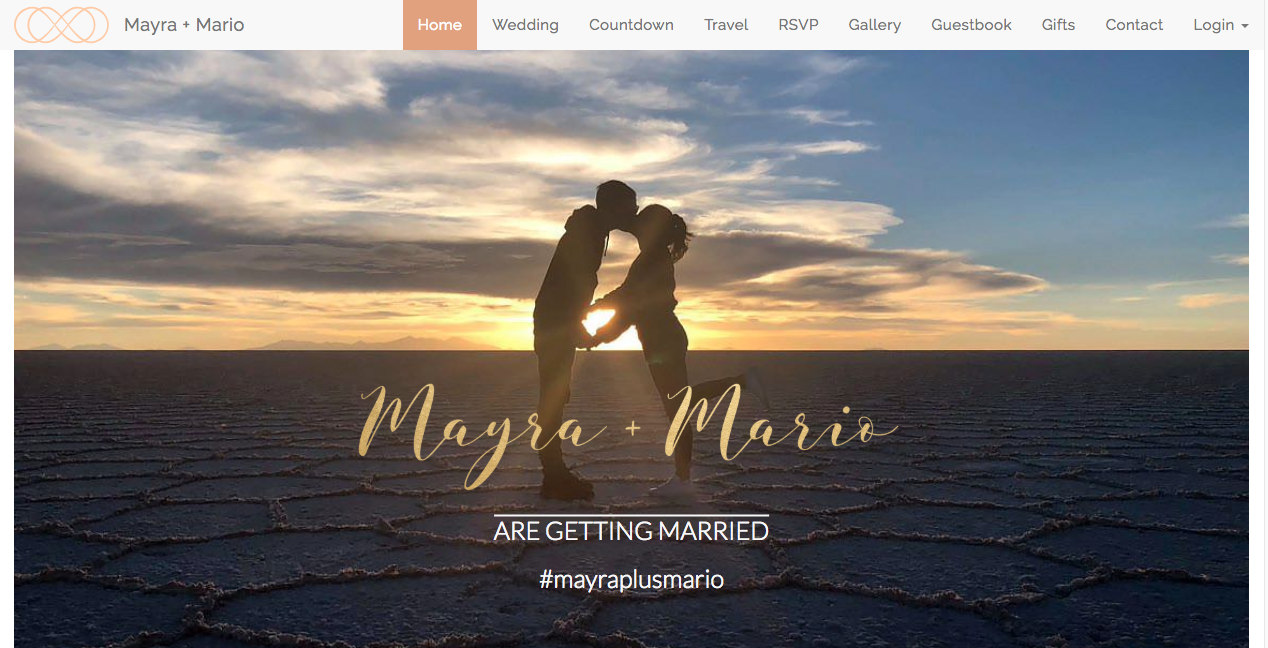 Mayra + Mario
Home Wedding Countdown Travel RSVP Gallery Guestbook Gifts Contact Login
Mayra + Mario
ARE GETTING MARRIED
#mayraplusmario